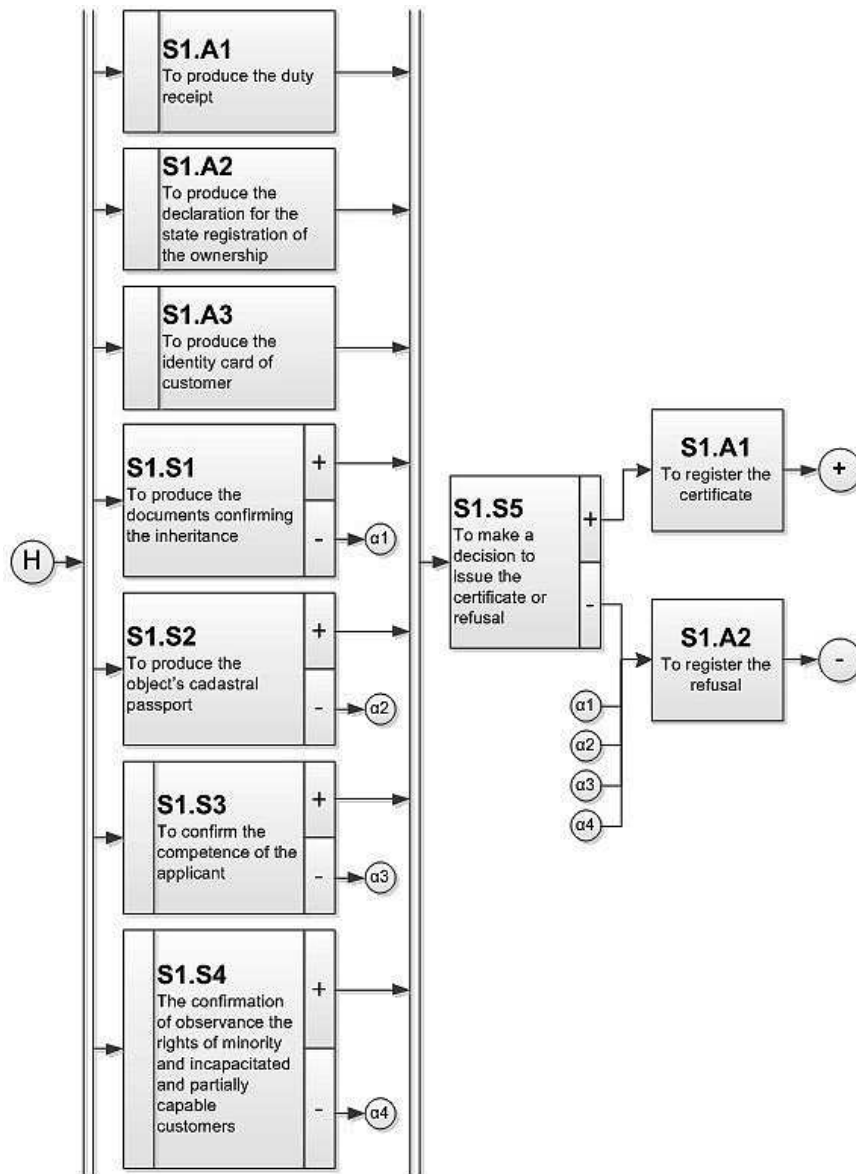 S1.A1
To produce the duty
receipt
S1.A2
To produce the
declaration for the
state registration of
the ownership
S1.A3
To produce the
identity card of
customer
S1.S1
To produce the
documents confirming
the inheritance
+
-
α1
H
S1.S2
To produce the
object's cadastral
passport
+
-
α2
S1.S3
To confirm the
competence of the
applicant
+
-
α3
S1.S4
The confirmation
of observance the
rights of minority
and incapacitated
and partially
capable
customers
+
-
α4
S1.S5
To make a
decision to
issue the
certificate or
refusal
+
-
S1.A1
To register the
certificate
+
S1.A2
To register the
refusal
-
α1
α2
α3
α4